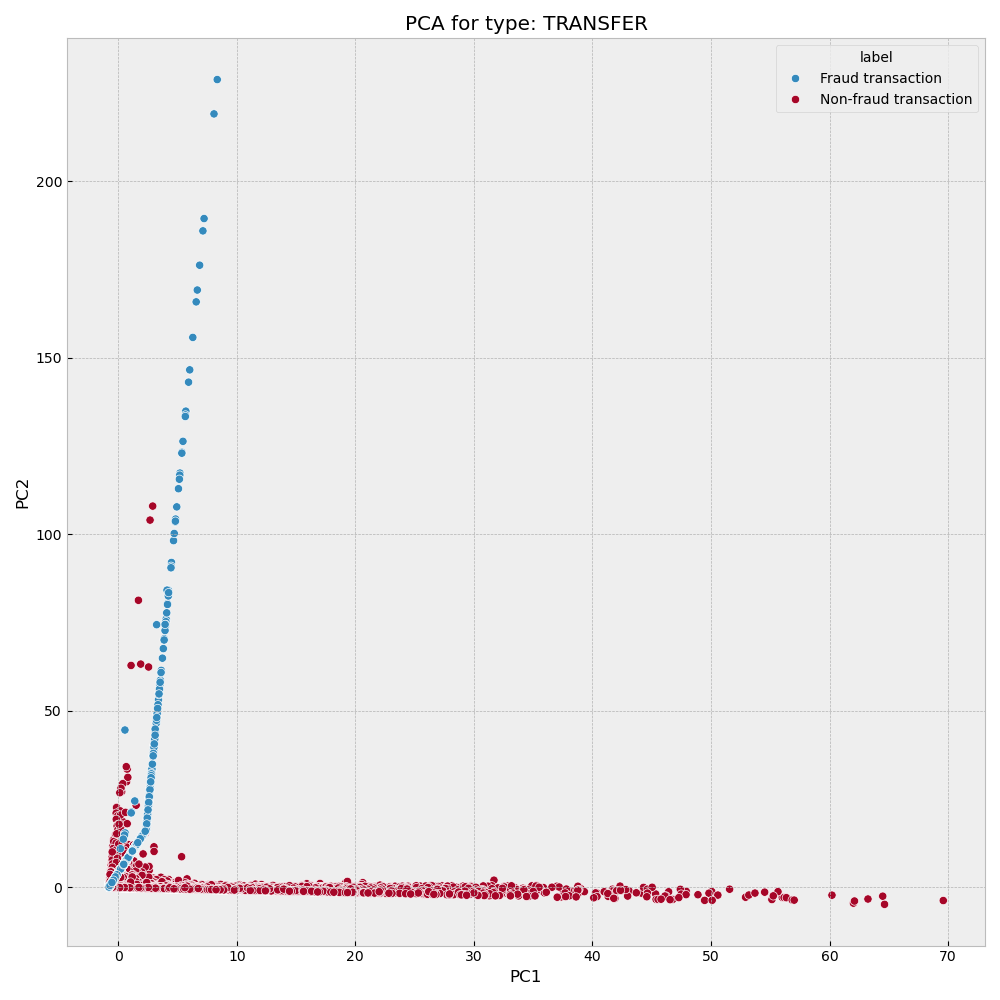 PCA for type: TRANSFER
label
Fraud transaction
Non-fraud transaction
PC2
200
150
100
50
0
0 10 20 30 40 50 60 70
PC1